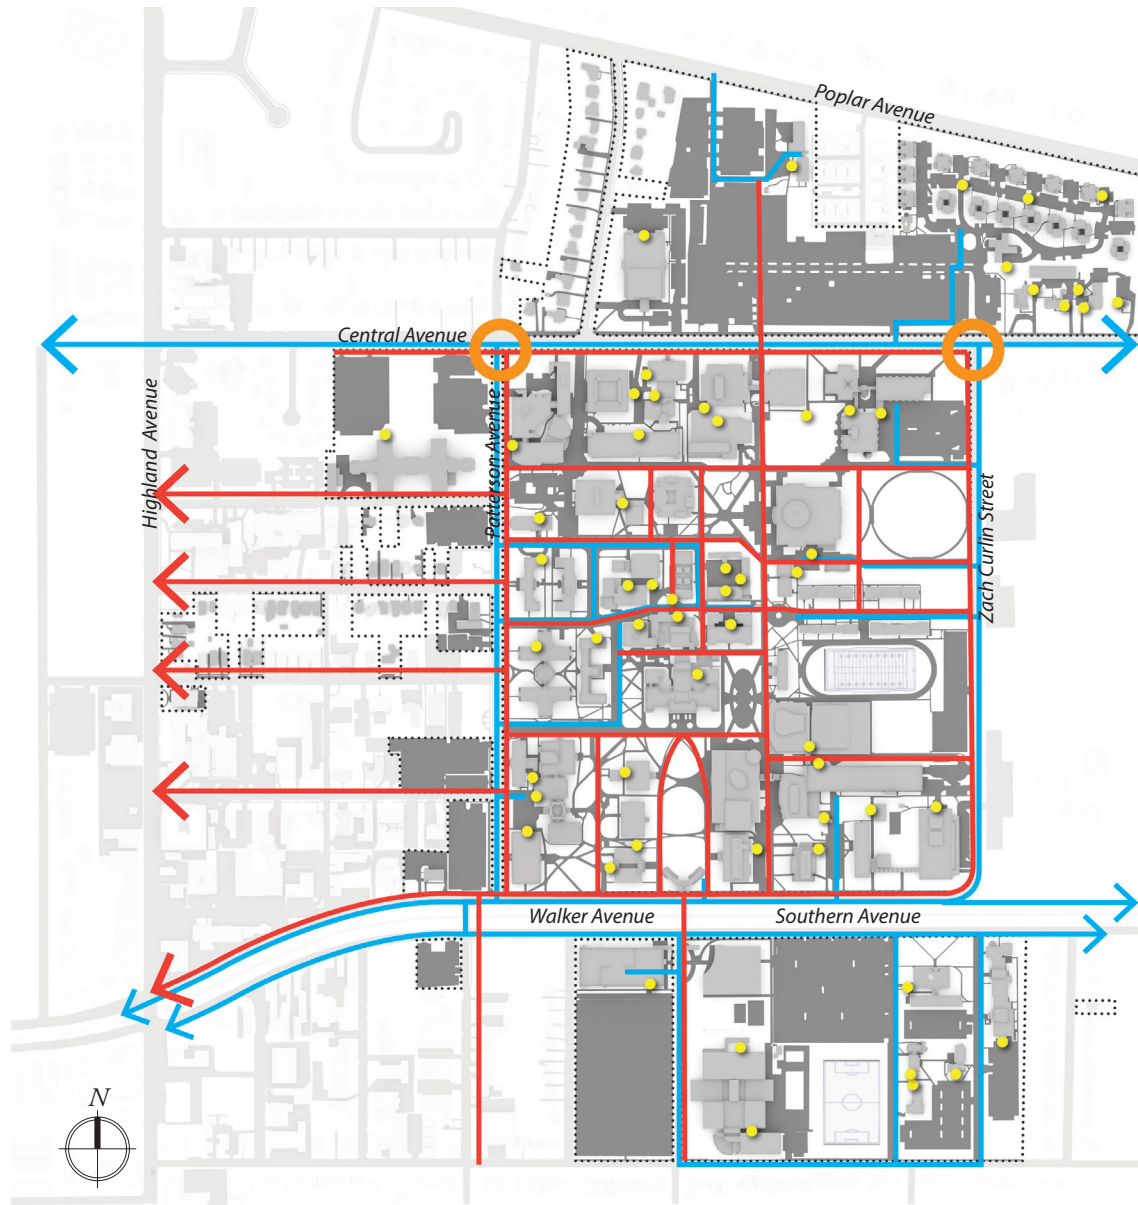 Poplar Avenue
Central Avenue
Highland Avenue
Patterson Avenue
Zach Curlin Street
Walker Avenue
Southern Avenue
N